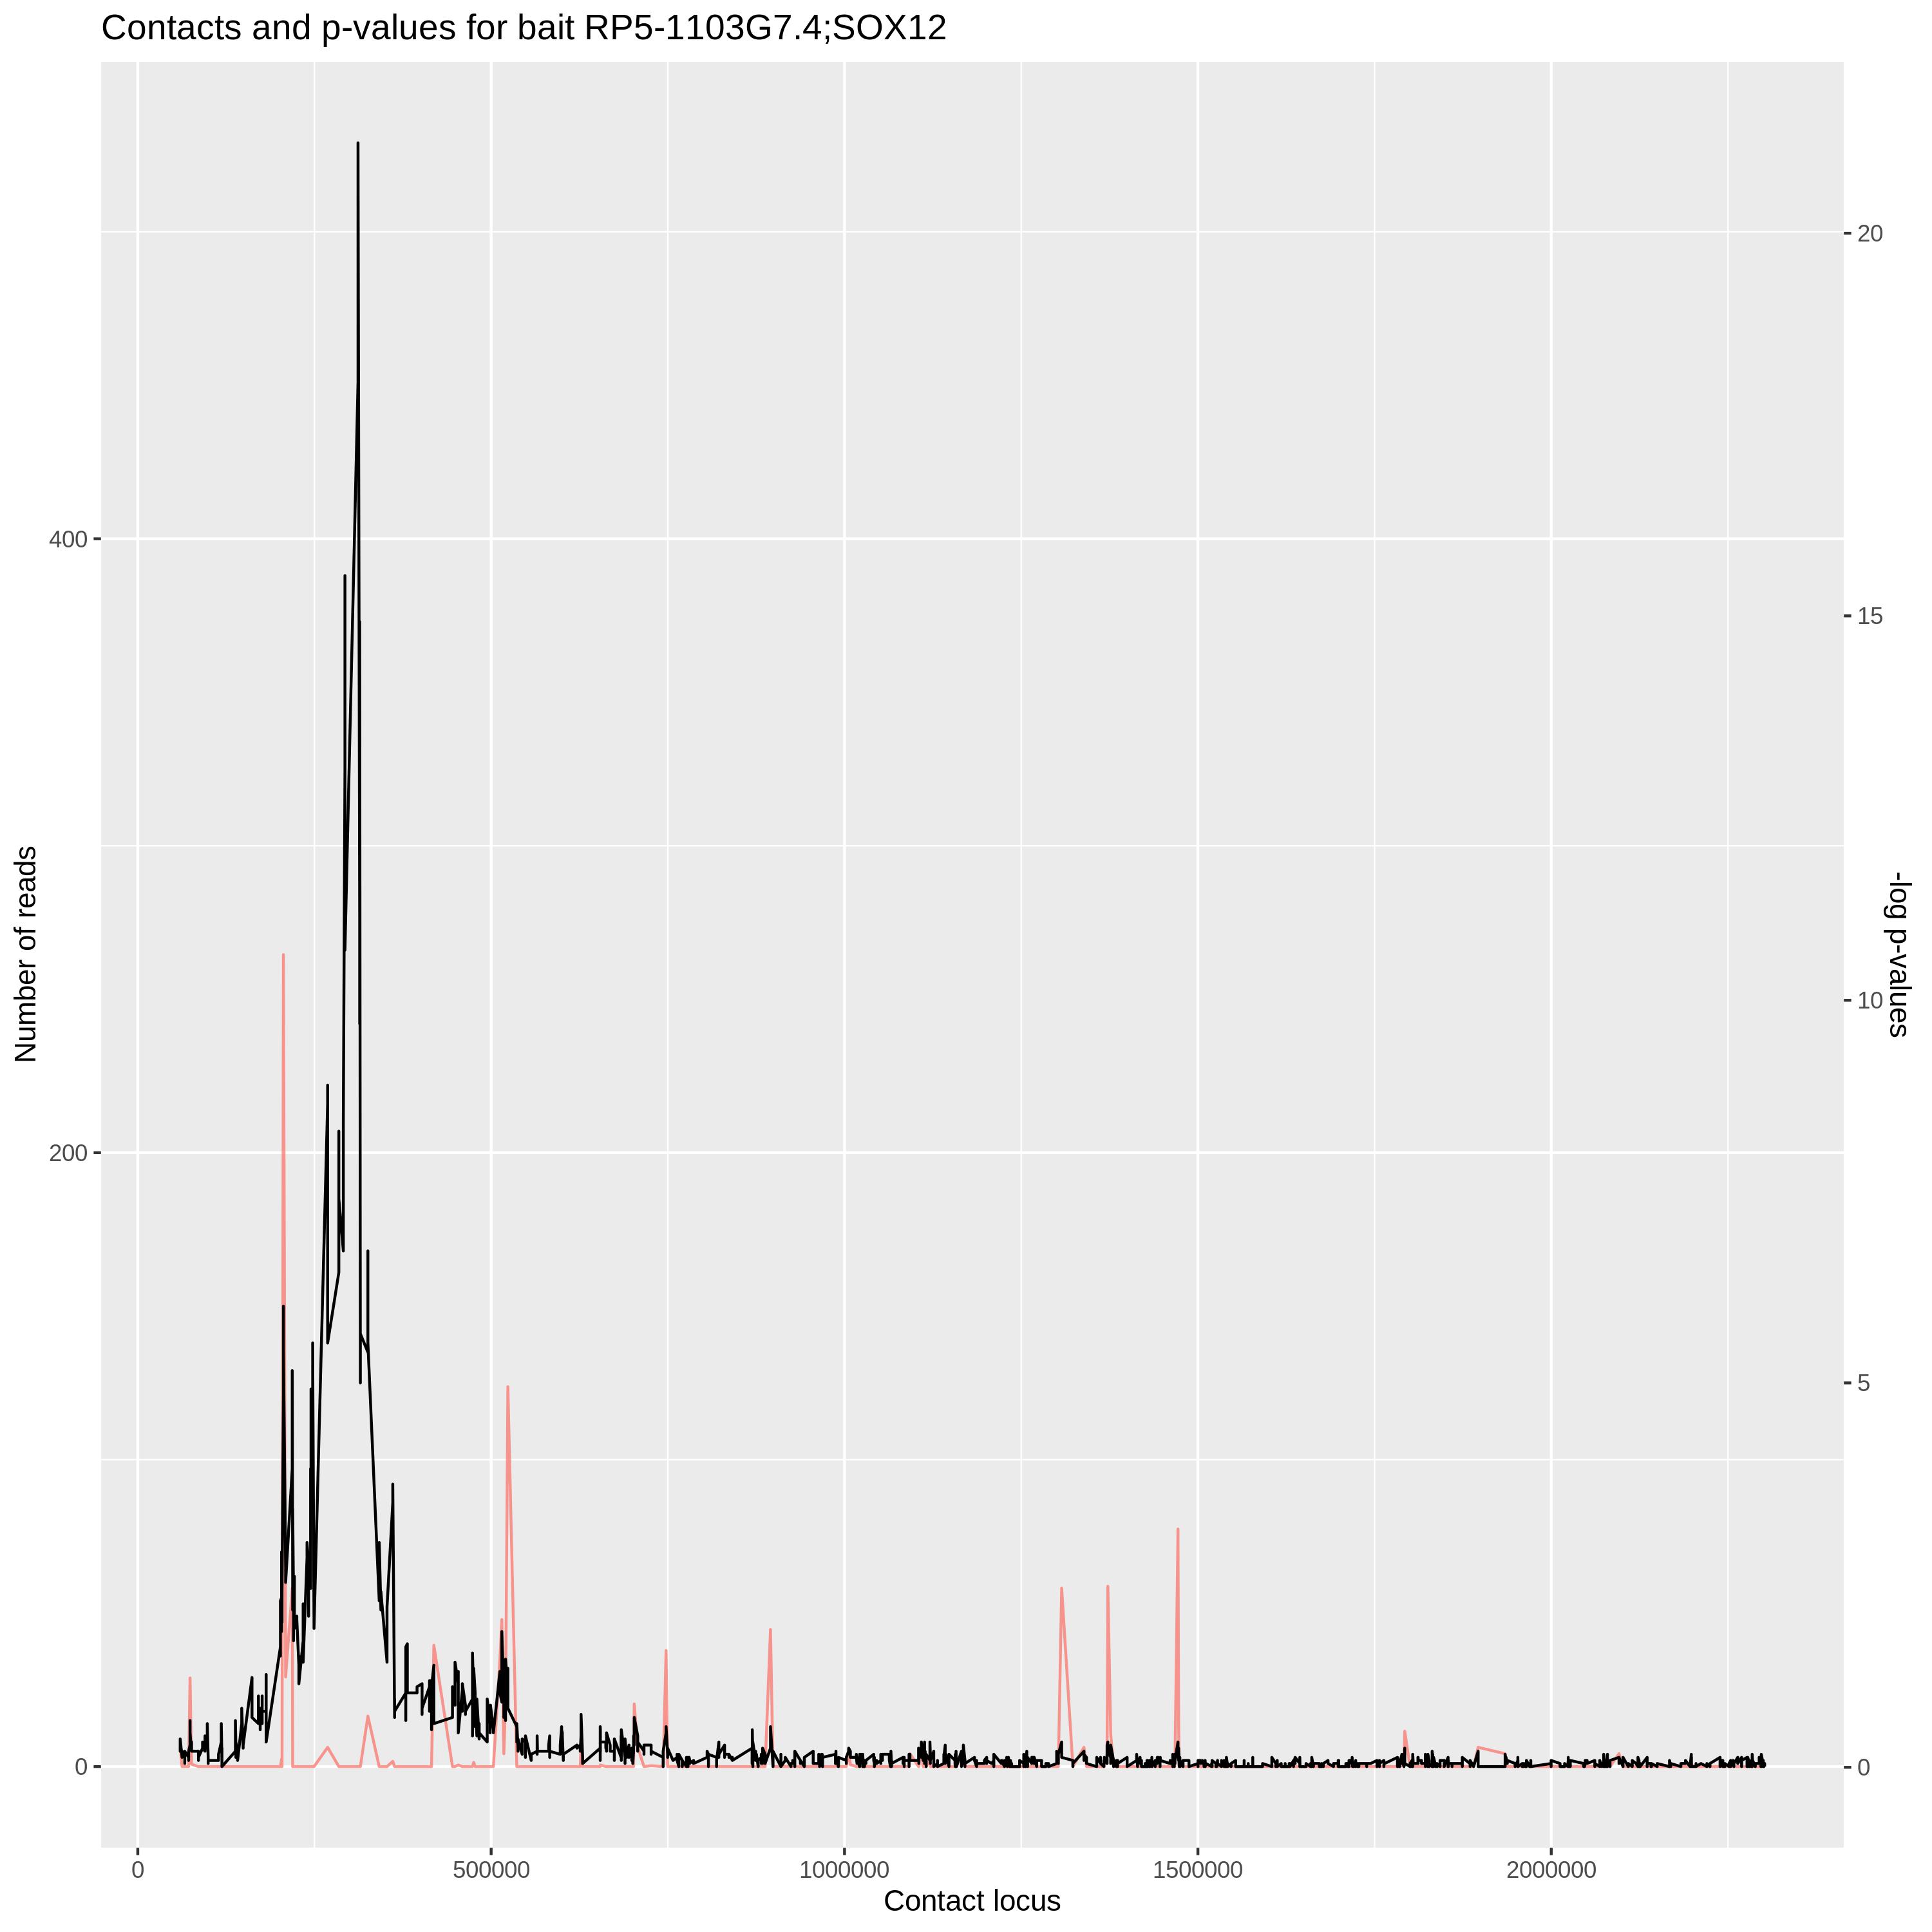 Contacts and p-values for bait RP5-1103G7.4;SOX12
Number of reads
400
200
0
20
15
10
5
0
-log p-values
0 500000 1000000 1500000 2000000
Contact locus